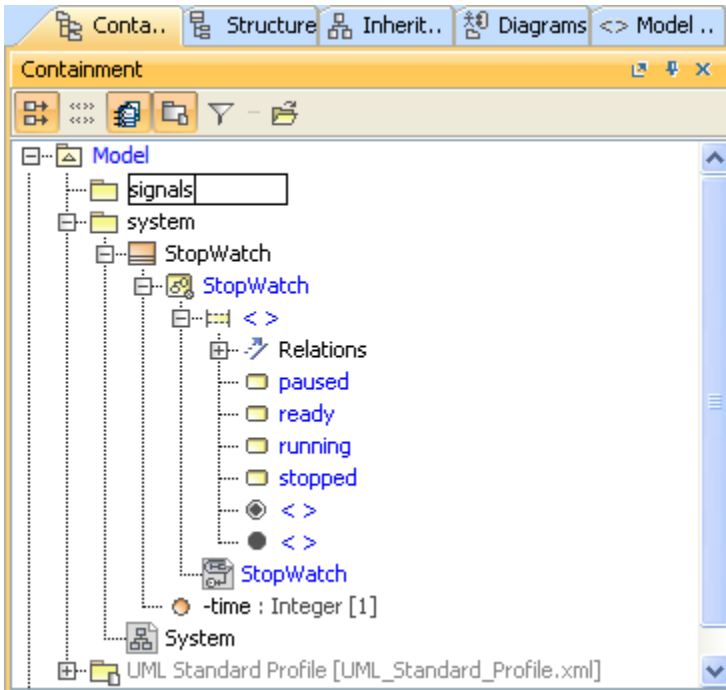 Conta.. Structure Inherit.. Diagrams <> Model ..
Containment
Model
signals
system
StopWatch
StopWatch
< >
Relations
paused
ready
running
stopped
< >
< >
StopWatch
-time : Integer [1]
System
UML Standard Profile [UML_Standard_Profile.xml]